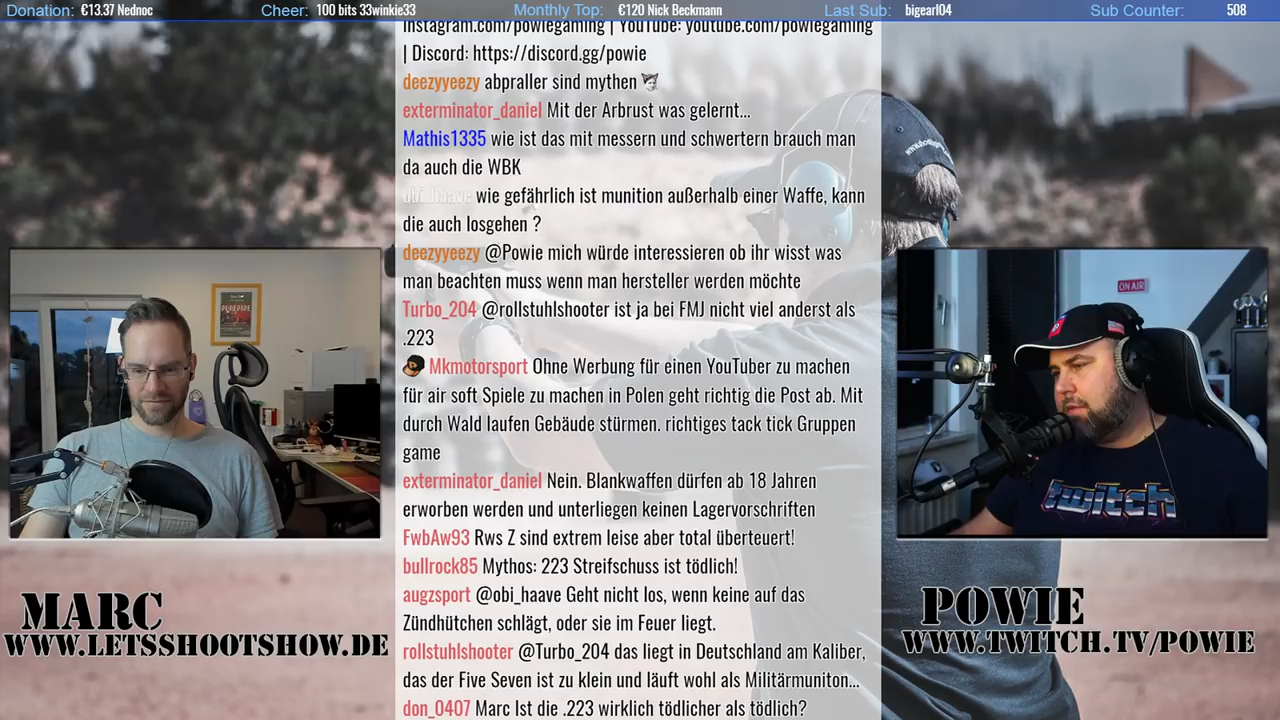 Donation: €13.37 Nednoc Cheer: 100 bits 33winkie33 Monthly Top: €120 Nick Beckmann Last Sub: bigearl04 Sub Counter: 508
instagram.com/powiegaming | YouTube: youtube.com/powiegaming
| Discord: https://discord.gg/powie
deezyyeezy abpraller sind mythen
exterminator_daniel Mit der Arbrust was gelernt...
Mathis1335 wie ist das mit messern und schwertern brauch man
da auch die WBK
obi_haave wie gefährlich ist munition außerhalb einer Waffe, kann
die auch losgehen ?
deezyyeezy @Powie mich würde interessieren ob ihr wisst was
man beachten muss wenn man hersteller werden möchte
Turbo_204 @rollstuhlshooter ist ja bei FMJ nicht viel anderst als
.223
Mkmotorsport Ohne Werbung für einen YouTuber zu machen
für air soft Spiele zu machen in Polen geht richtig die Post ab. Mit
durch Wald laufen Gebäude stürmen. richtiges tack tick Gruppen
game
exterminator_daniel Nein. Blankwaffen dürfen ab 18 Jahren
erworben werden und unterliegen keinen Lagervorschriften
FwbAw93 Rws Z sind extrem leise aber total überteuert!
bullrock85 Mythos: 223 Streifschuss ist tödlich!
augzsport @obi_haave Geht nicht los, wenn keine auf das
Zündhütchen schlägt, oder sie im Feuer liegt.
rollstuhlshooter @Turbo_204 das liegt in Deutschland am Kaliber,
das der Five Seven ist zu klein und läuft wohl als Militärmuniton...
don_0407 Marc Ist die .223 wirklich tödlicher als tödlich?
MARC
WWW.LETSSHOOTSHOW.DE
ON AIR
twitch
POWIE
WWW.TWITCH.TV/POWIE